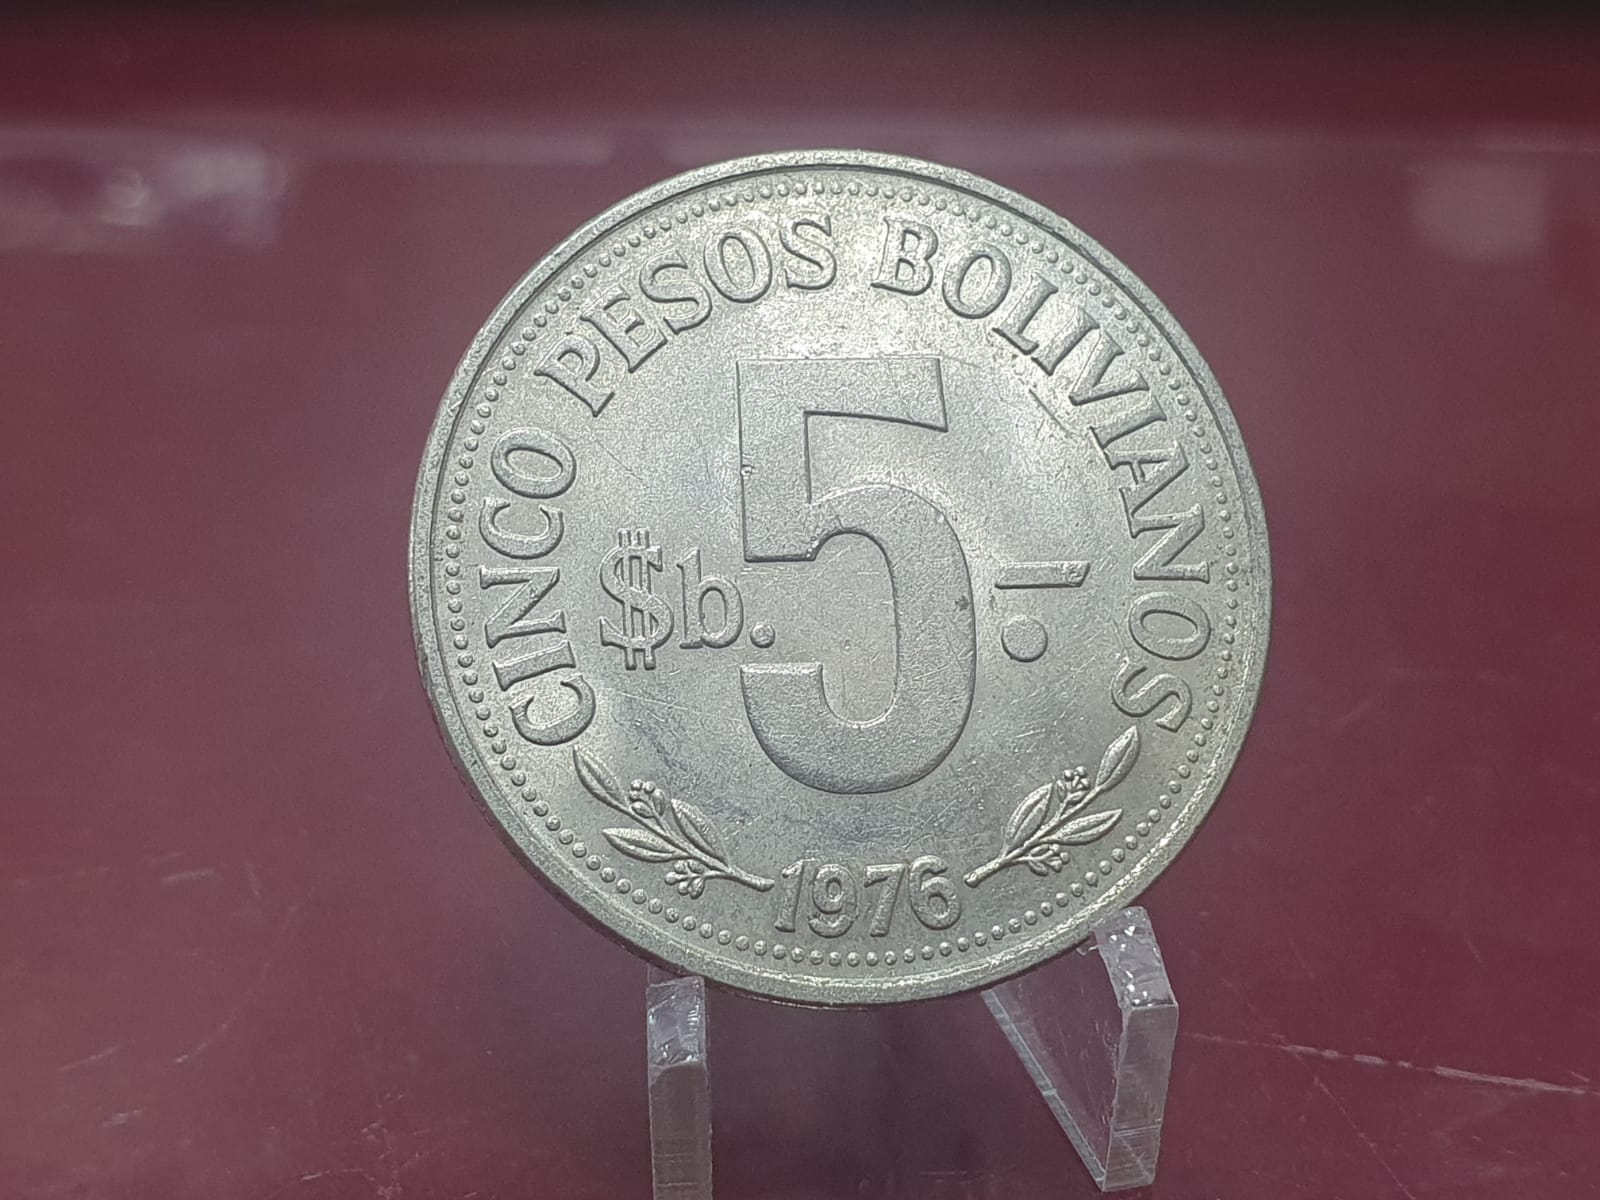 CINCO PESOS BOLIVIANOS
$b. 5.-
1976